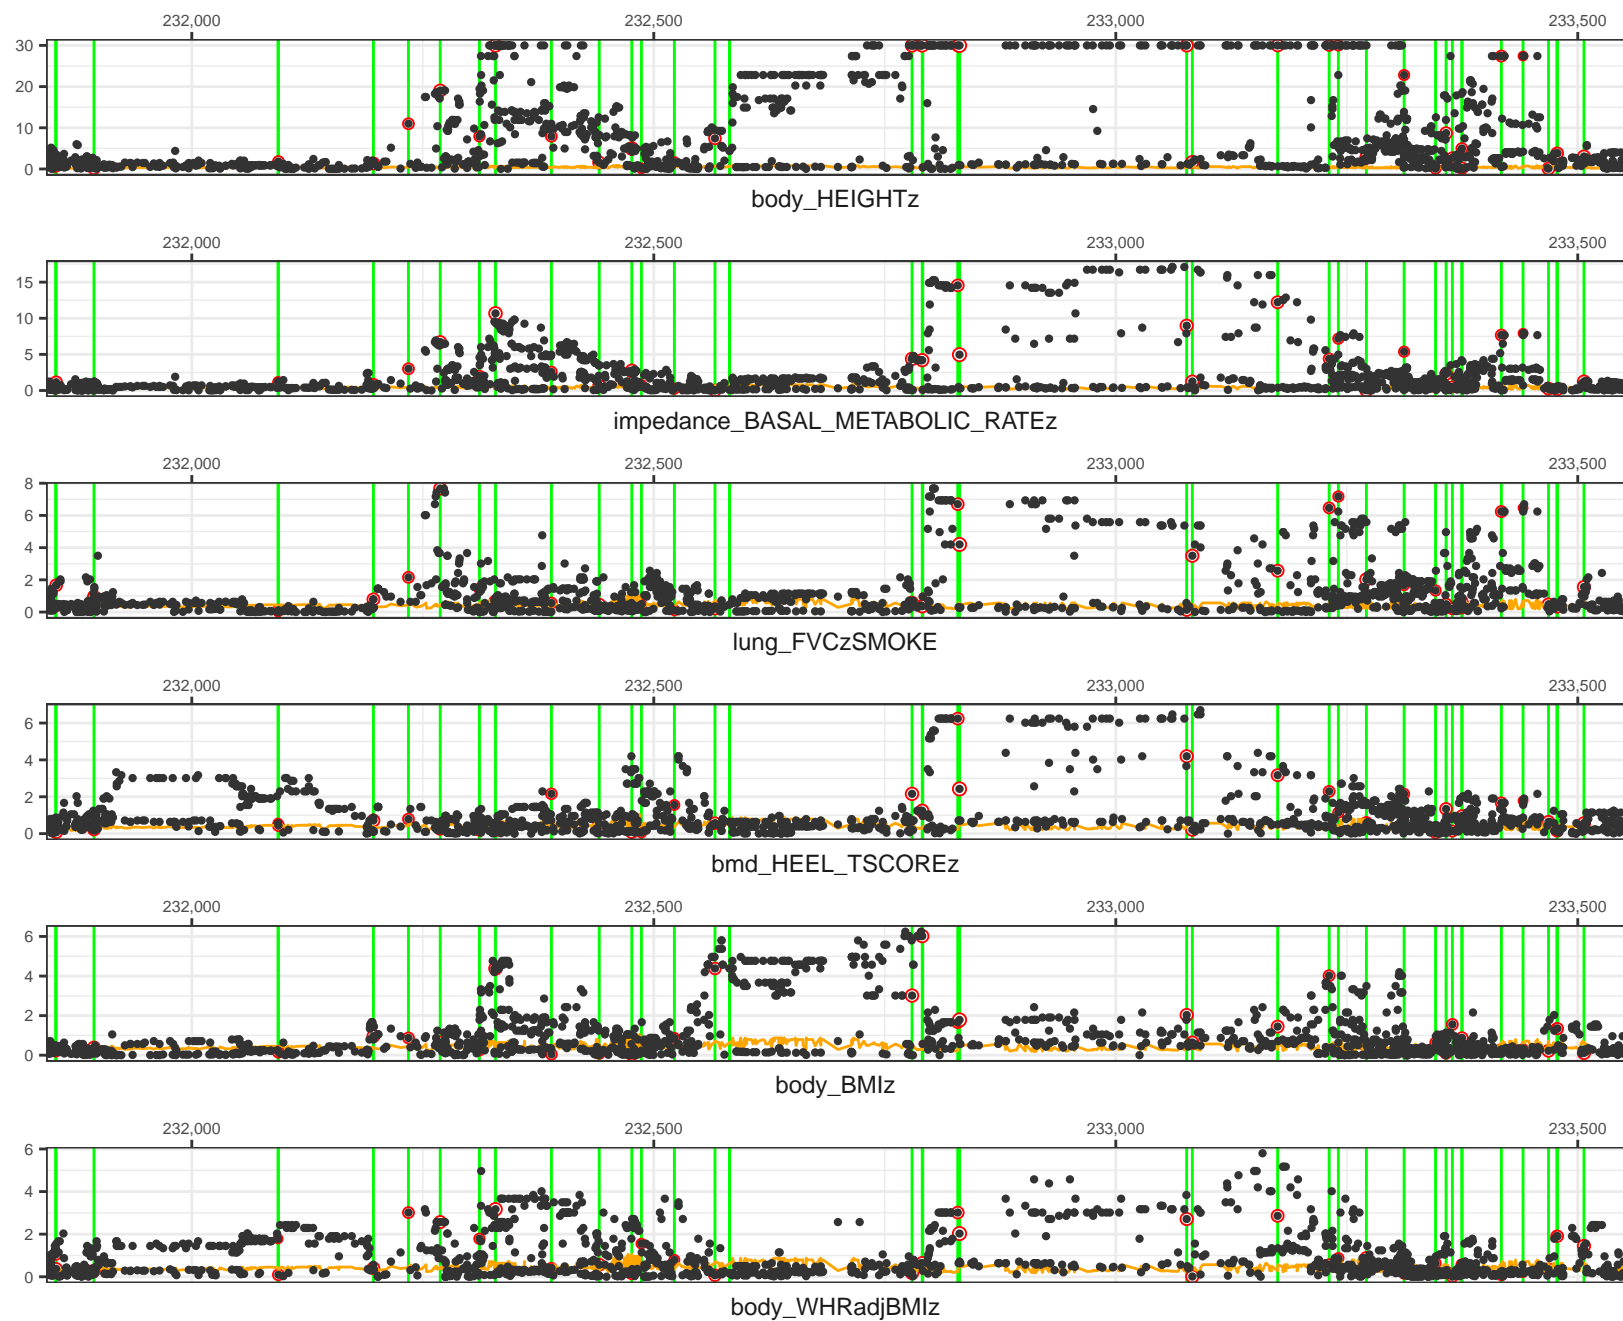 232,000 232,500 233,000 233,500
30
20
10
0
body_HEIGHTz
232,000 232,500 233,000 233,500
15
10
5
0
impedance_BASAL_METABOLIC_RATEz
232,000 232,500 233,000 233,500
8
6
4
2
0
lung_FVCzSMOKE
232,000 232,500 233,000 233,500
6
4
2
0
bmd_HEEL_TSCOREz
232,000 232,500 233,000 233,500
6
4
2
0
body_BMIz
232,000 232,500 233,000 233,500
6
4
2
0
body_WHRadjBMIz